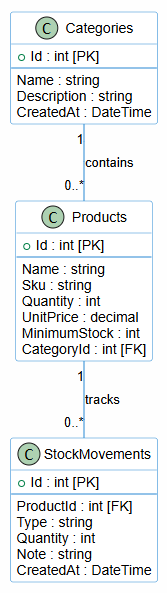 C Categories
Id : int [PK]
Name : string
Description : string
CreatedAt : DateTime
1
contains
0..*
C Products
Id : int [PK]
Name : string
Sku : string
Quantity : int
UnitPrice : decimal
MinimumStock : int
CategoryId : int [FK]
1
tracks
0..*
C StockMovements
Id : int [PK]
ProductId : int [FK]
Type : string
Quantity : int
Note : string
CreatedAt : DateTime